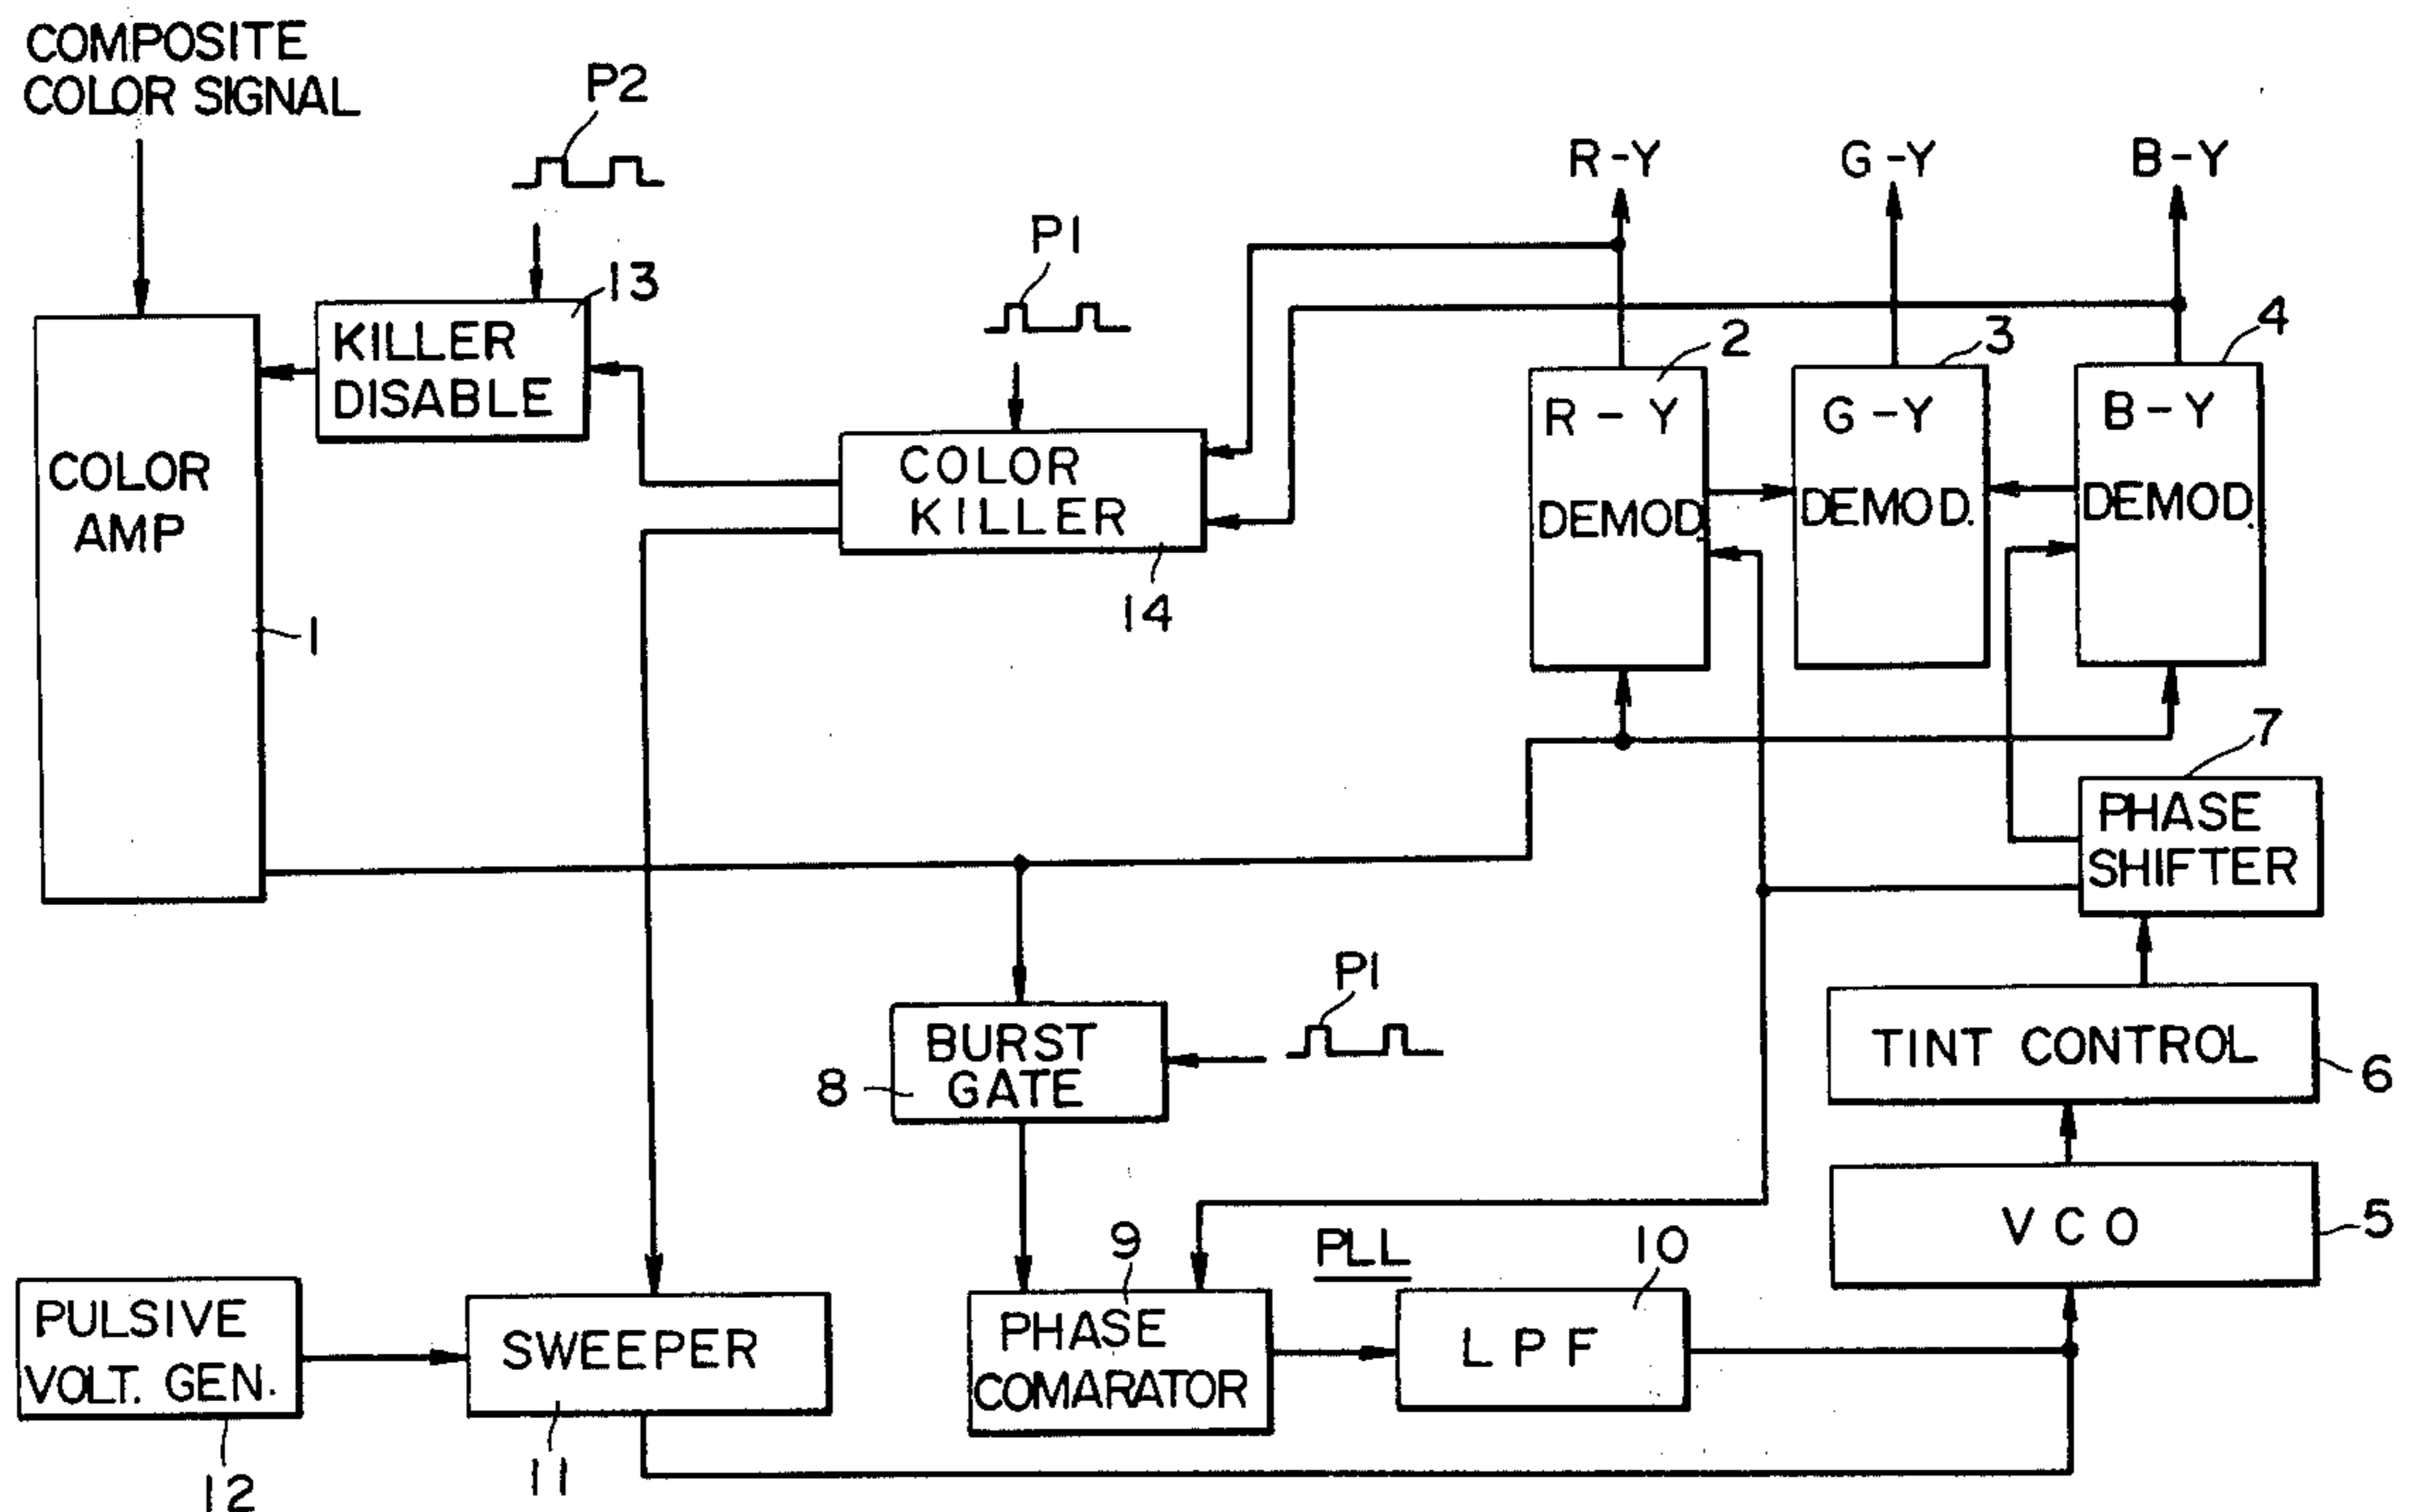 COMPOSITE
COLOR SIGNAL
P2
R-Y
G-Y
B-Y
P1
13
KILLER
DISABLE
2
3
4
COLOR
AMP
COLOR
KILLER
14
R-Y
DEMOD.
G-Y
DEMOD.
B-Y
DEMOD.
1
7
PHASE
SHIFTER
P1
BURST
GATE
8
TINT CONTROL
6
VCO
5
9
PLL
10
PULSIVE
VOLT. GEN.
SWEEPER
PHASE
COMARATOR
LPF
11
12